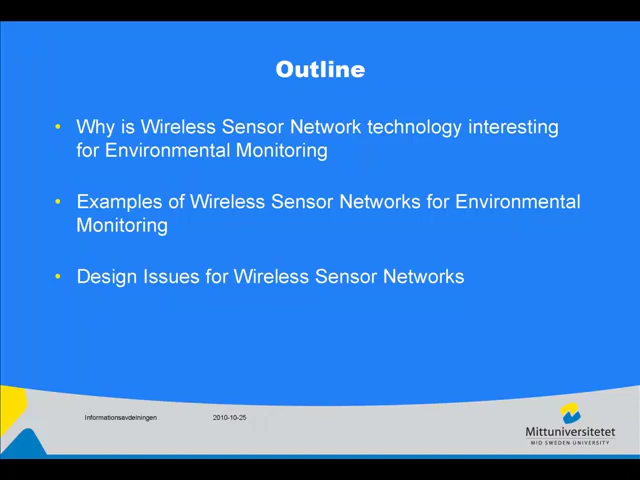 Outline
• Why is Wireless Sensor Network technology interesting
for Environmental Monitoring
• Examples of Wireless Sensor Networks for Environmental
Monitoring
• Design Issues for Wireless Sensor Networks
Informationsavdelningen 2010-10-25
Mittuniversitetet
MID SWEDEN UNIVERSITY